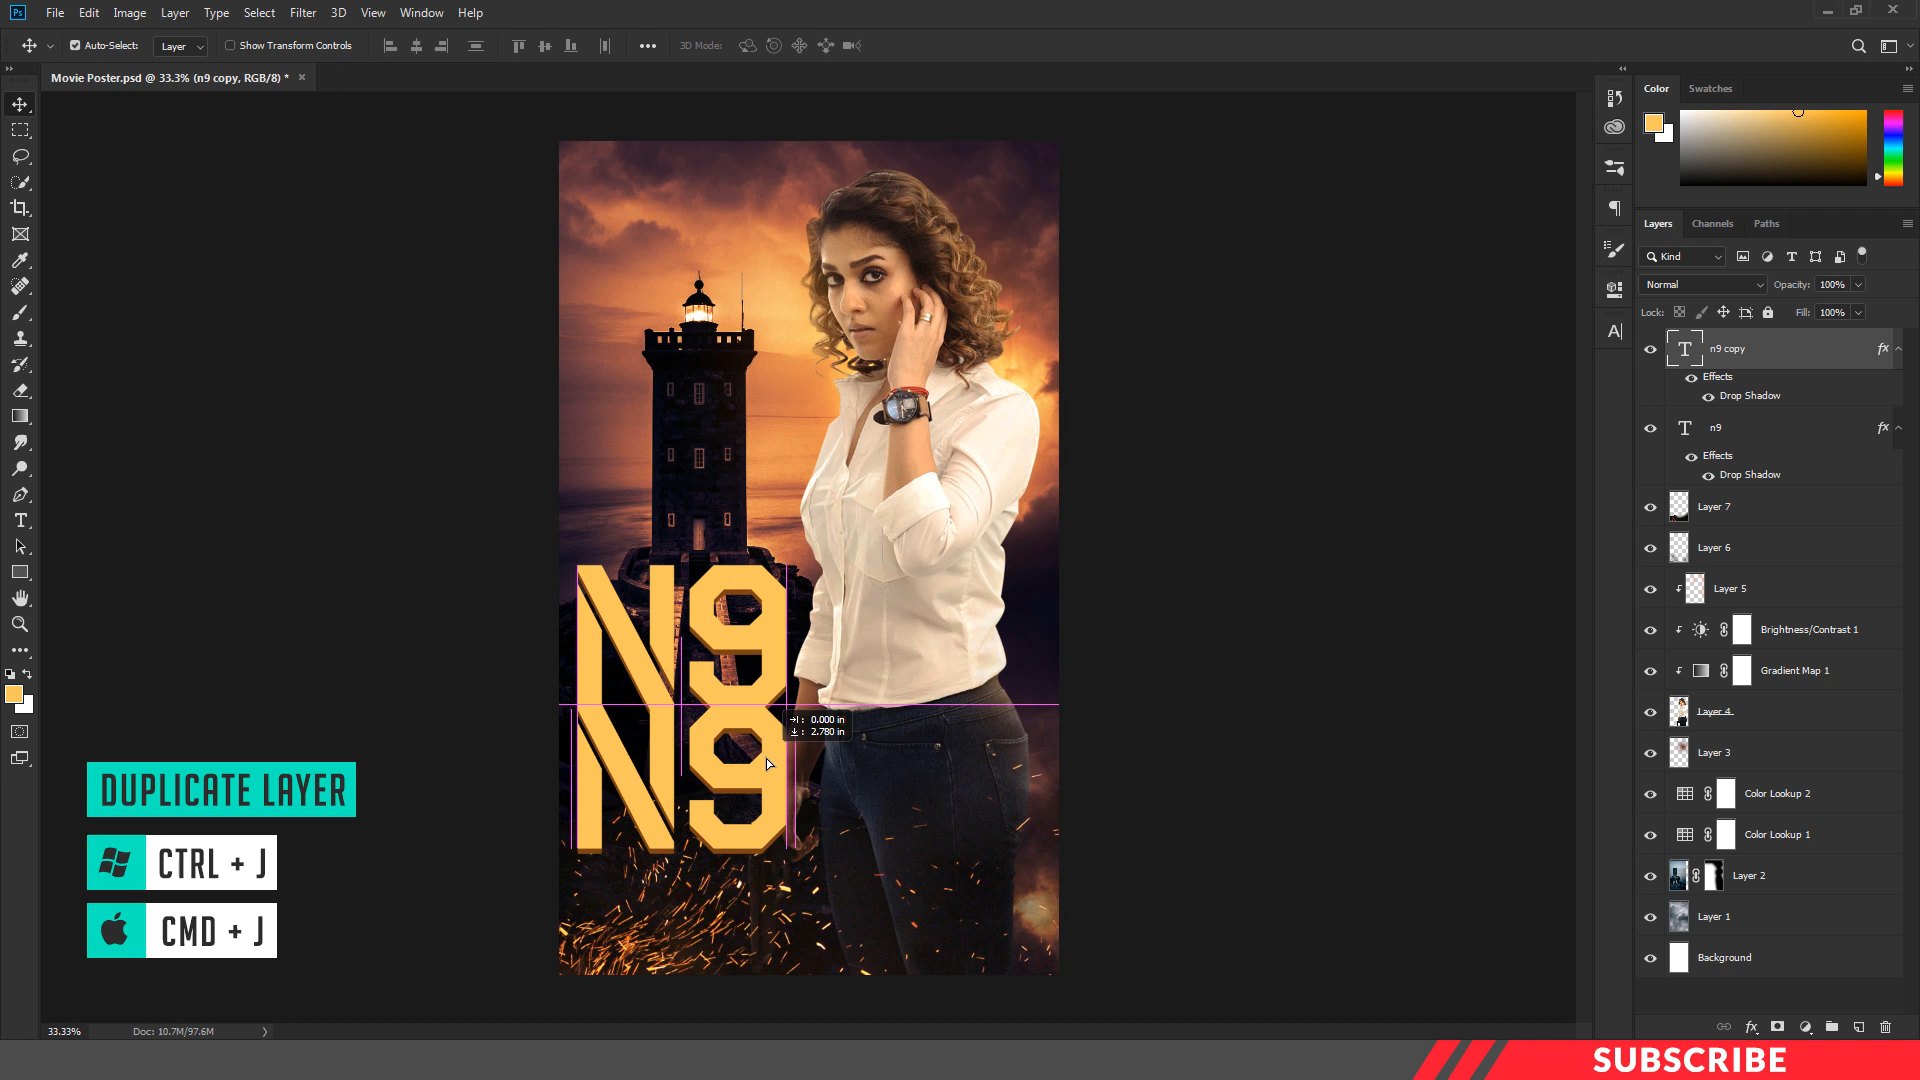 Ps File Edit Image Layer Type Select Filter 3D View Window Help
Auto-Select: Layer Show Transform Controls 3D Mode:
Movie Poster.psd @ 33.3% (n9 copy, RGB/8) *
Color Swatches
Layers Channels Paths
Kind
Normal Opacity: 100%
Lock: Fill: 100%
n9 copy fx
Effects
Drop Shadow
n9 fx
Effects
Drop Shadow
Layer 7
Layer 6
Layer 5
Brightness/Contrast 1
Gradient Map 1
Layer 4
Layer 3
Color Lookup 2
Color Lookup 1
Layer 2
Layer 1
Background
N9
N9
0.000 in
2.780 in
DUPLICATE LAYER
CTRL + J
CMD + J
33.33% Doc: 10.7M/97.6M
SUBSCRIBE